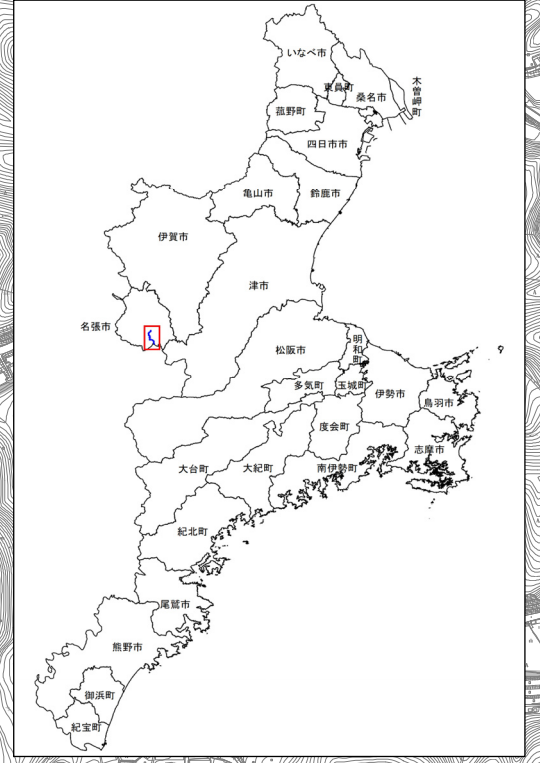 いなべ市
東員町
桑名市
木曽岬町
菰野町
四日市市
亀山市
鈴鹿市
伊賀市
津市
名張市
松阪市
明和町
多気町
玉城町
伊勢市
鳥羽市
度会町
志摩市
大台町
大紀町
南伊勢町
紀北町
尾鷲市
熊野市
御浜町
紀宝町